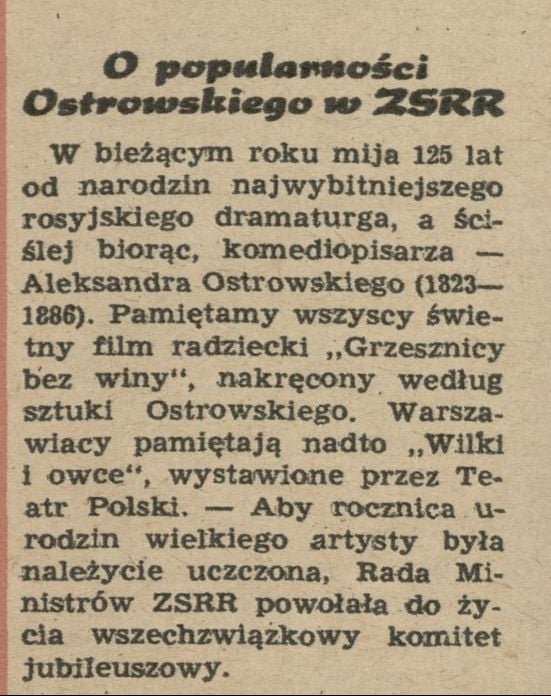 O popularności
Ostrowskiego w ZSRR
W bieżącym roku mija 125 lat
od narodzin najwybitniejszego
rosyjskiego dramaturga, a ści-
ślej biorąc, komediopisarza —
Aleksandra Ostrowskiego (1823—
1886). Pamiętamy wszyscy świe-
tny film radziecki „Grzesznicy
bez winy“, nakręcony według
sztuki Ostrowskiego. Warsza-
wiacy pamiętają nadto „Wilki
i owce“, wystawione przez Te-
atr Polski. — Aby rocznica u-
rodzin wielkiego artysty była
należycie uczczona, Rada Mi-
nistrów ZSRR powołała do ży-
cia wszechzwiązkowy komitet
jubileuszowy.